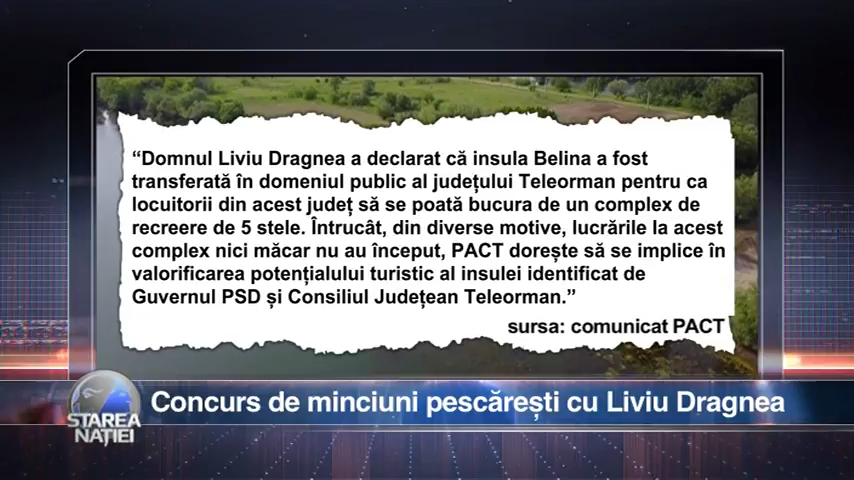 “Domnul Liviu Dragnea a declarat că insula Belina a fost
transferată în domeniul public al județului Teleorman pentru ca
locuitorii din acest județ să se poată bucura de un complex de
recreere de 5 stele. Întrucât, din diverse motive, lucrările la acest
complex nici măcar nu au început, PACT dorește să se implice în
valorificarea potențialului turistic al insulei identificat de
Guvernul PSD și Consiliul Județean Teleorman.”
sursa: comunicat PACT
Concurs de minciuni pescărești cu Liviu Dragnea
STAREA
NAȚIEI